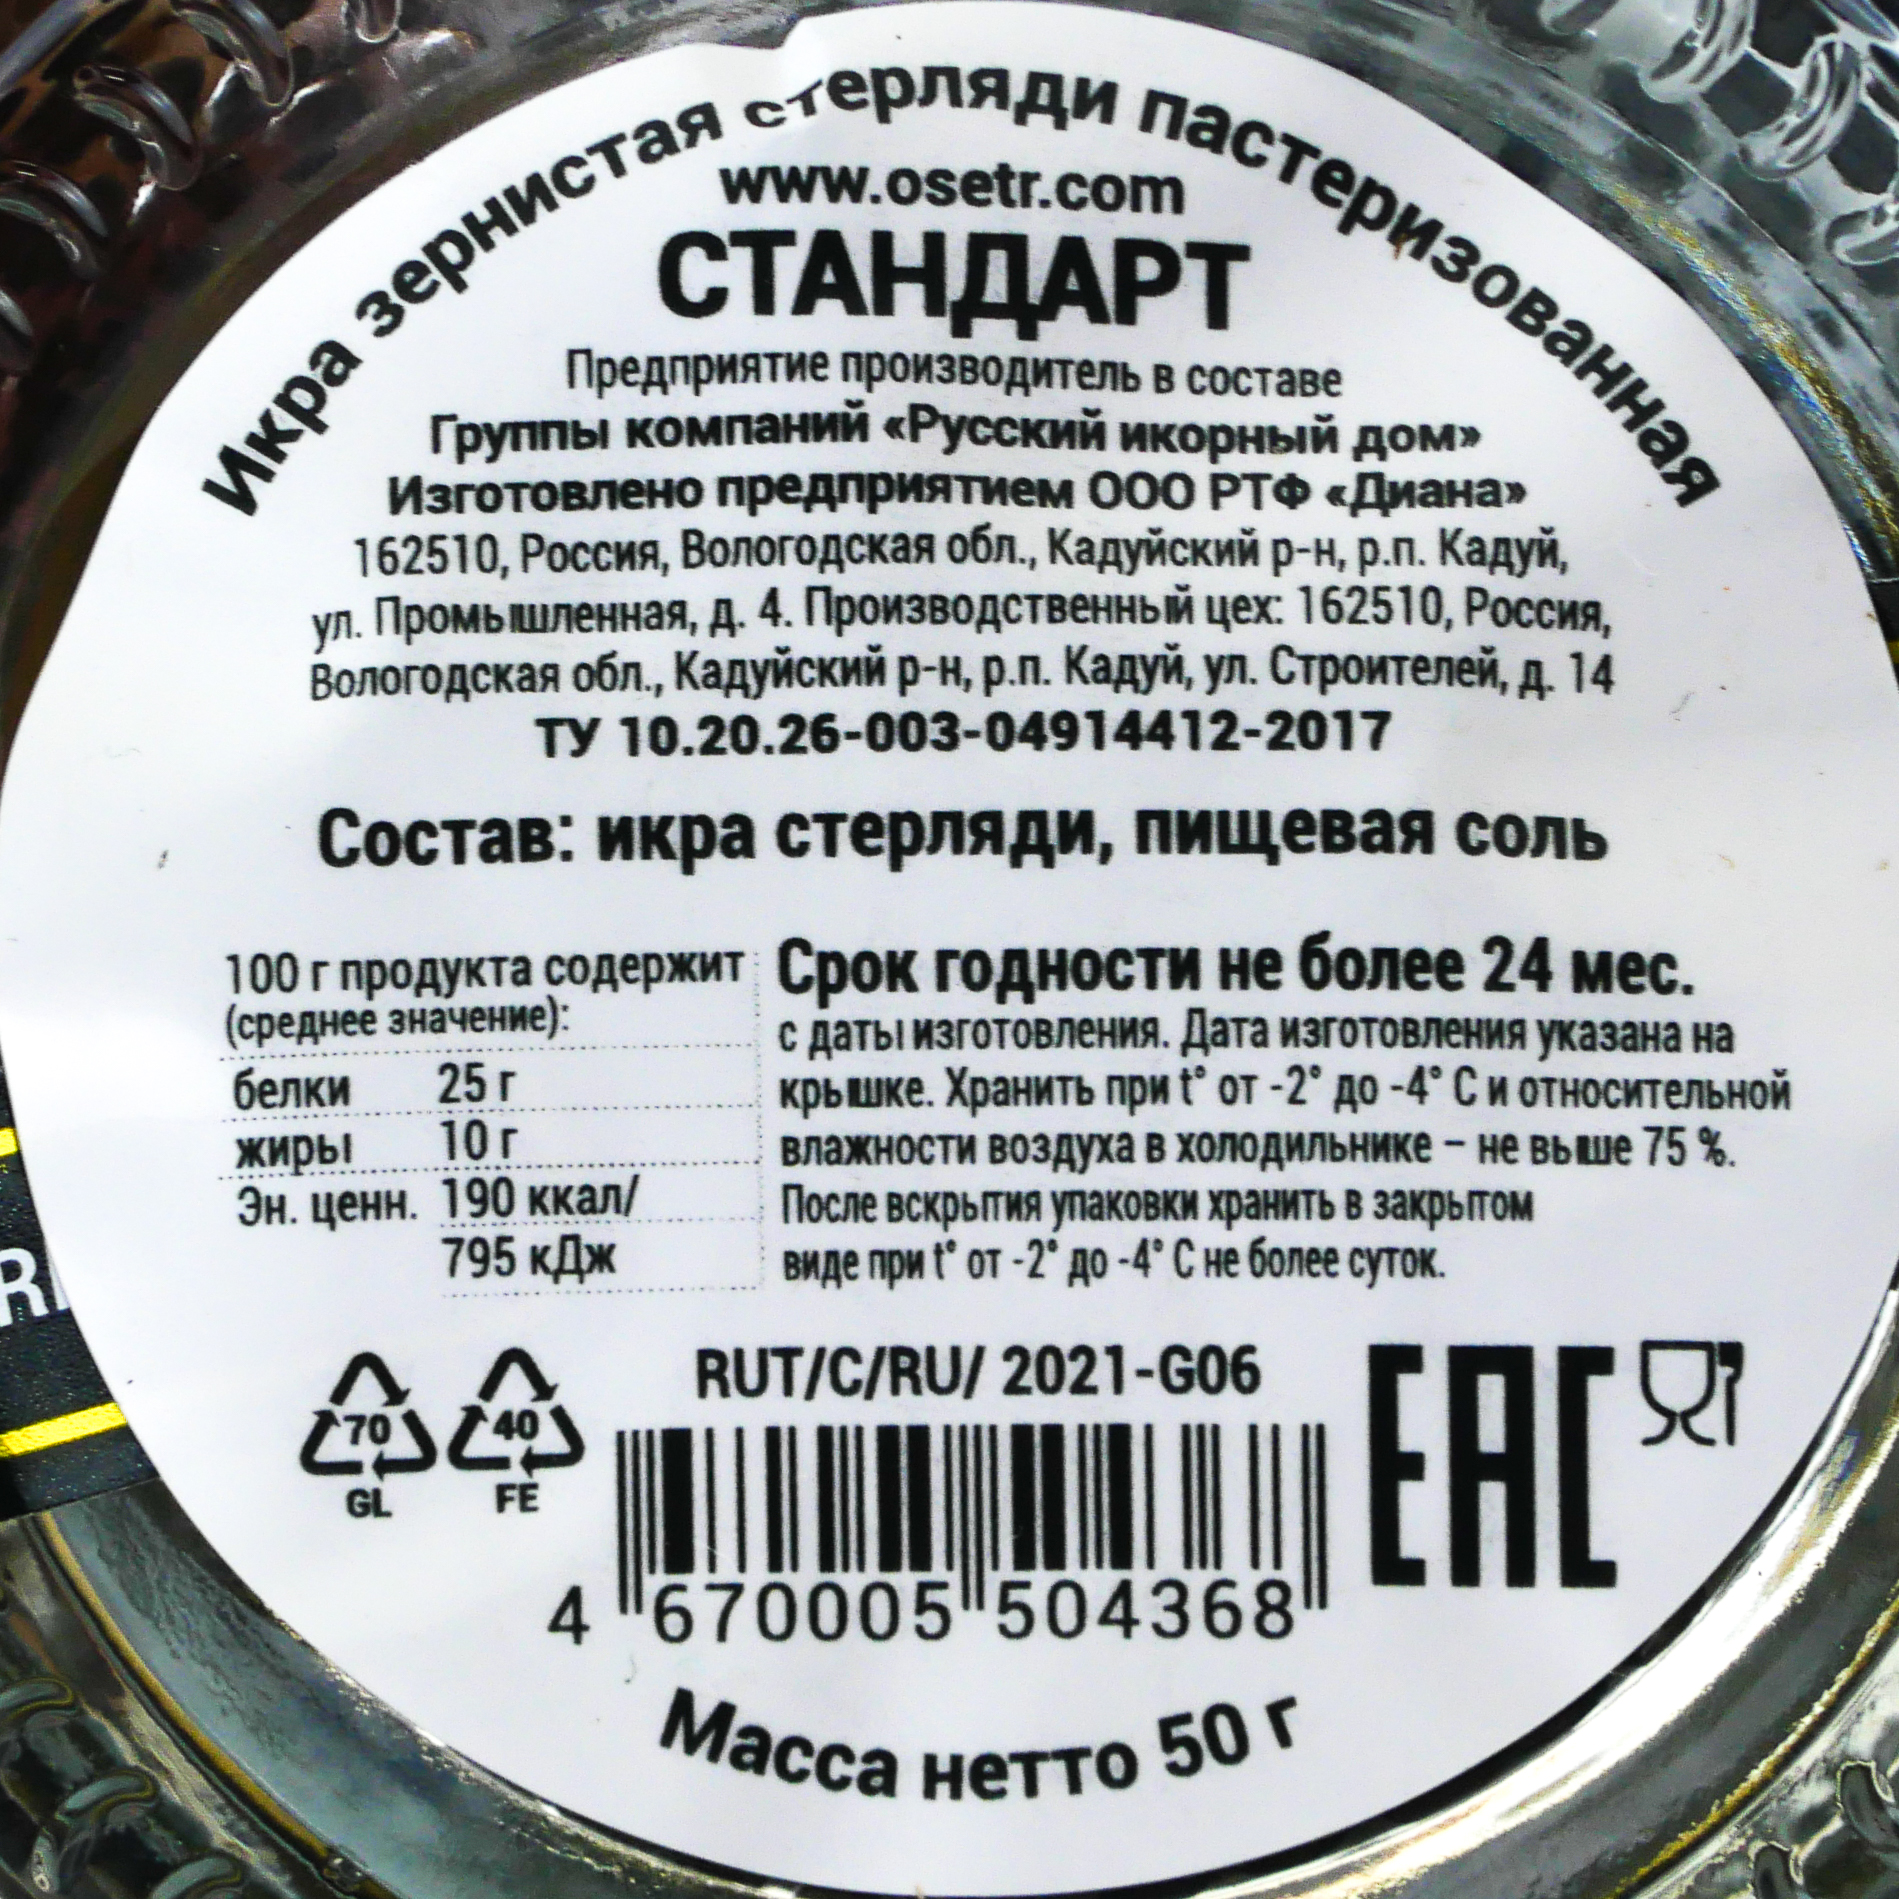 Икра зернистая стерляди пастеризованная
www.osetr.com
СТАНДАРТ
Предприятие производитель в составе
Группы компаний «Русский икорный дом»
Изготовлено предприятием ООО РТФ «Диана»
162510, Россия, Вологодская обл., Кадуйский р-н, р.п. Кадуй,
ул. Промышленная, д. 4. Производственный цех: 162510, Россия,
Вологодская обл., Кадуйский р-н, р.п. Кадуй, ул. Строителей, д. 14
ТУ 10.20.26-003-04914412-2017
Состав: икра стерляди, пищевая соль
100 г продукта содержит
(среднее значение):
белки 25 г
жиры 10 г
Эн. ценн. 190 ккал/
795 кДж
Срок годности не более 24 мес.
с даты изготовления. Дата изготовления указана на
крышке. Хранить при t° от -2° до -4° С и относительной
влажности воздуха в холодильнике – не выше 75 %.
После вскрытия упаковки хранить в закрытом
виде при t° от -2° до -4° С не более суток.
70
GL
40
FE
RUT/C/RU/ 2021-G06
4 670005 504368
EAC
Масса нетто 50 г